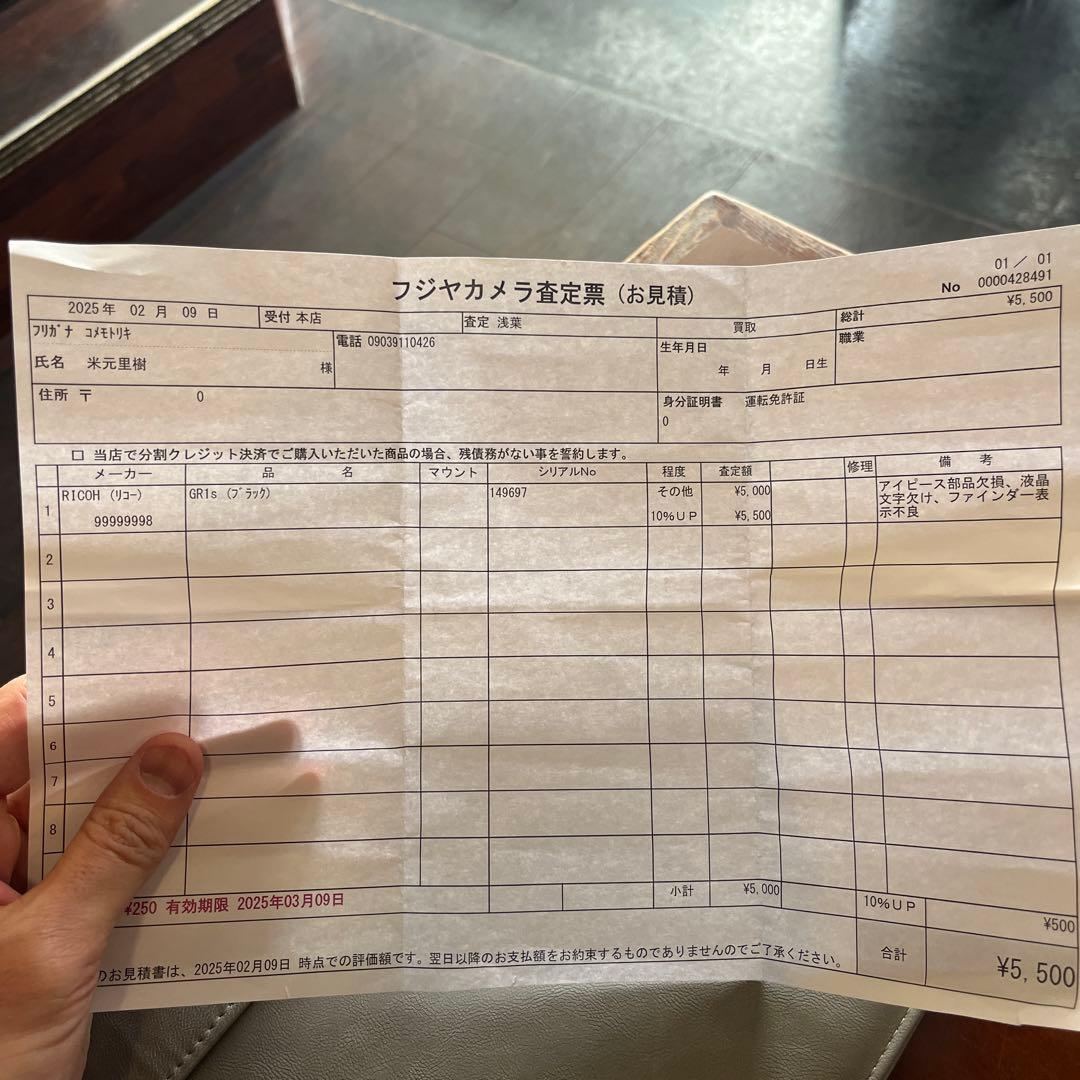 フジヤカメラ査定票（お見積）
01 ／ 01
No 0000428491
2025年 02 月 09 日 受付 本店 査定 浅葉 買取 総計 ¥5,500
ﾌﾘｶﾞﾅ ｺﾒﾓﾄﾘｷ
氏名 米元里樹 様
電話 09039110426
生年月日
年 月 日生
職業
住所 〒 0
身分証明書 運転免許証
0
□ 当店で分割クレジット決済でご購入いただいた商品の場合、残債務がない事を誓約します。
メーカー 品 名 マウント シリアルNo 程度 査定額 修理 備 考
1 RICOH (ﾘｺｰ) GR1s (ﾌﾞﾗｯｸ) 149697 その他 ¥5,000
99999998 10%UP ¥5,500
アイピース部品欠損、液晶
文字欠け、ファインダー表
示不良
2
3
4
5
6
7
8
小計 ¥5,000
¥250 有効期限 2025年03月09日
10%UP ¥500
のお見積書は、2025年02月09日 時点での評価額です。翌日以降のお支払額をお約束するものでありませんのでご了承ください。
合計 ¥5,500